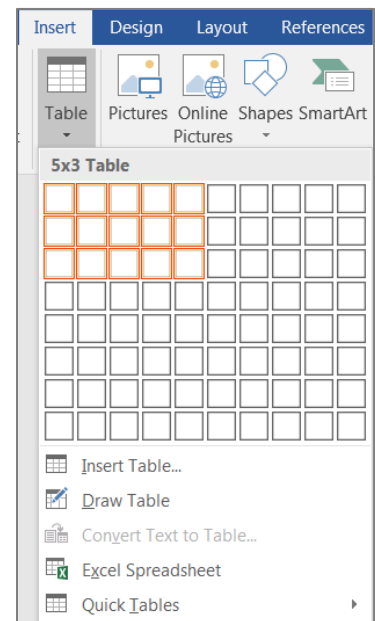 Insert Design Layout References
Table Pictures Online Shapes SmartArt
Pictures
5x3 Table
Insert Table...
Draw Table
Convert Text to Table...
Excel Spreadsheet
Quick Tables